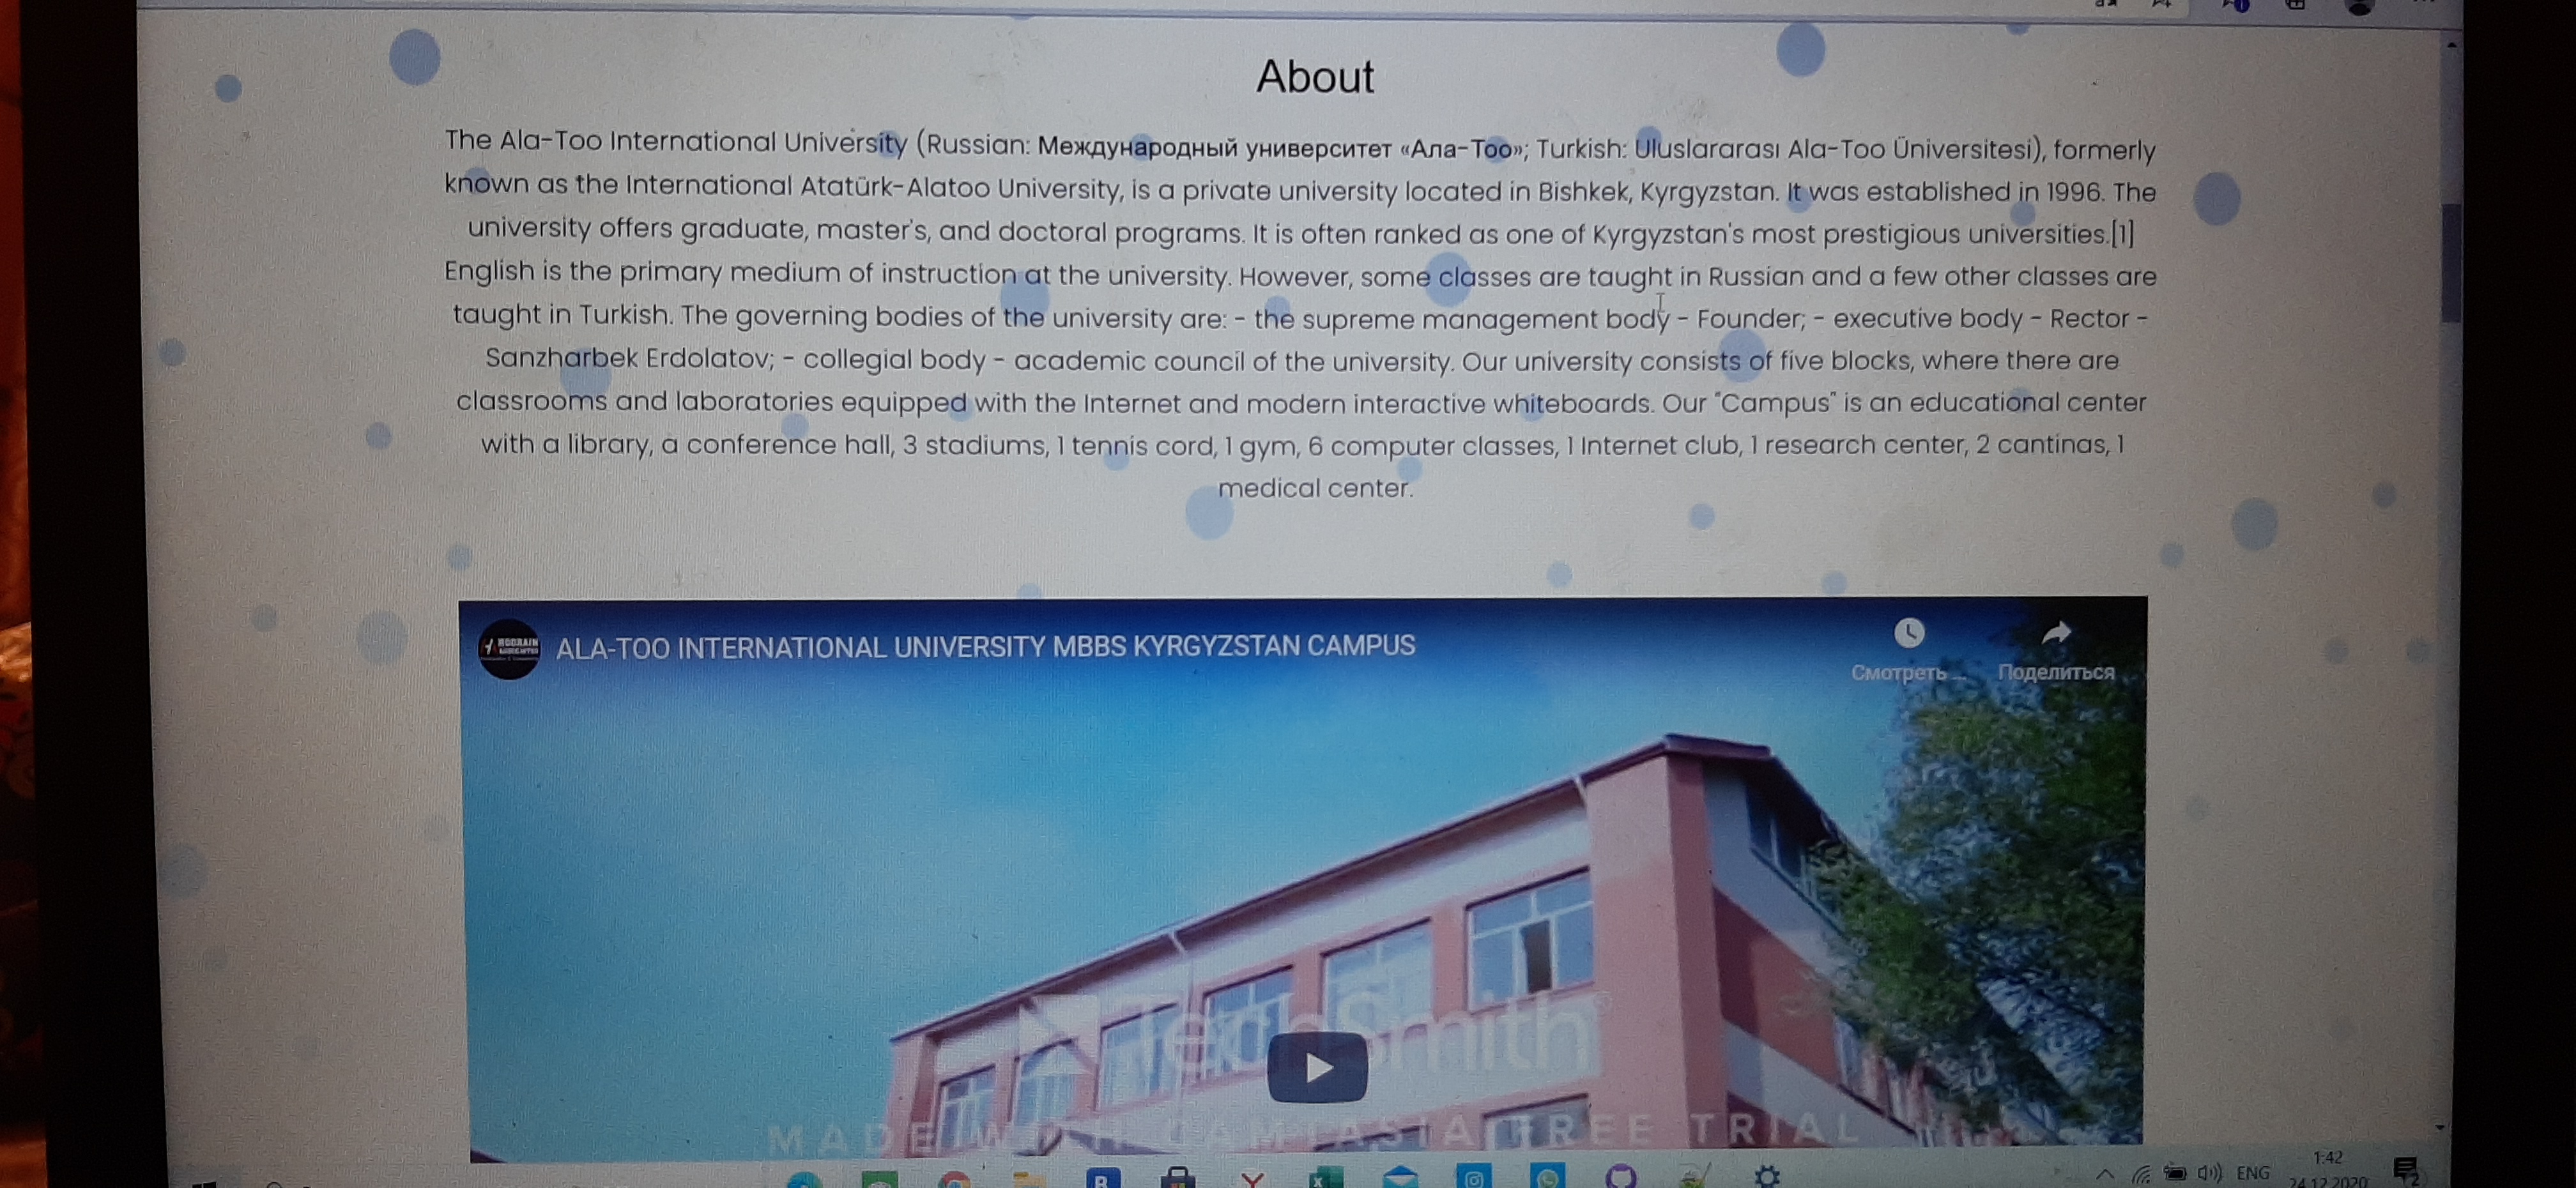 About
The Ala-Too International University (Russian: Международный университет «Ала-Тоо»; Turkish: Uluslararası Ala-Too Üniversitesi), formerly
known as the International Atatürk-Alatoo University, is a private university located in Bishkek, Kyrgyzstan. It was established in 1996. The
university offers graduate, master's, and doctoral programs. It is often ranked as one of Kyrgyzstan's most prestigious universities.[1]
English is the primary medium of instruction at the university. However, some classes are taught in Russian and a few other classes are
taught in Turkish. The governing bodies of the university are: - the supreme management body - Founder; - executive body - Rector -
Sanzharbek Erdolatov; - collegial body - academic council of the university. Our university consists of five blocks, where there are
classrooms and laboratories equipped with the Internet and modern interactive whiteboards. Our "Campus" is an educational center
with a library, a conference hall, 3 stadiums, 1 tennis cord, 1 gym, 6 computer classes, 1 Internet club, 1 research center, 2 cantinas, 1
medical center.
ALA-TOO INTERNATIONAL UNIVERSITY MBBS KYRGYZSTAN CAMPUS
Смотреть ...
Поделиться
TechSmith
MADE WITH CAMTASIA FREE TRIAL
ENG
1:42
24.12.2020